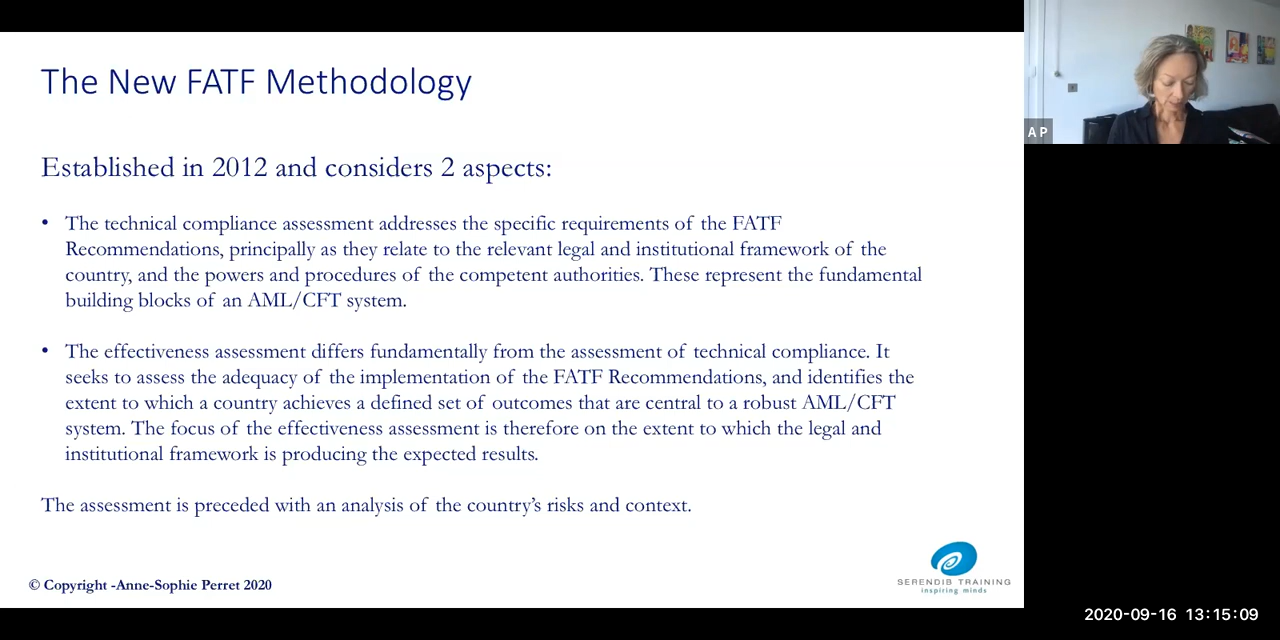 The New FATF Methodology
Established in 2012 and considers 2 aspects:
• The technical compliance assessment addresses the specific requirements of the FATF
Recommendations, principally as they relate to the relevant legal and institutional framework of the
country, and the powers and procedures of the competent authorities. These represent the fundamental
building blocks of an AML/CFT system.
• The effectiveness assessment differs fundamentally from the assessment of technical compliance. It
seeks to assess the adequacy of the implementation of the FATF Recommendations, and identifies the
extent to which a country achieves a defined set of outcomes that are central to a robust AML/CFT
system. The focus of the effectiveness assessment is therefore on the extent to which the legal and
institutional framework is producing the expected results.
The assessment is preceded with an analysis of the country’s risks and context.
© Copyright -Anne-Sophie Perret 2020
SERENDIB TRAINING
inspiring minds
A P
2020-09-16 13:15:09